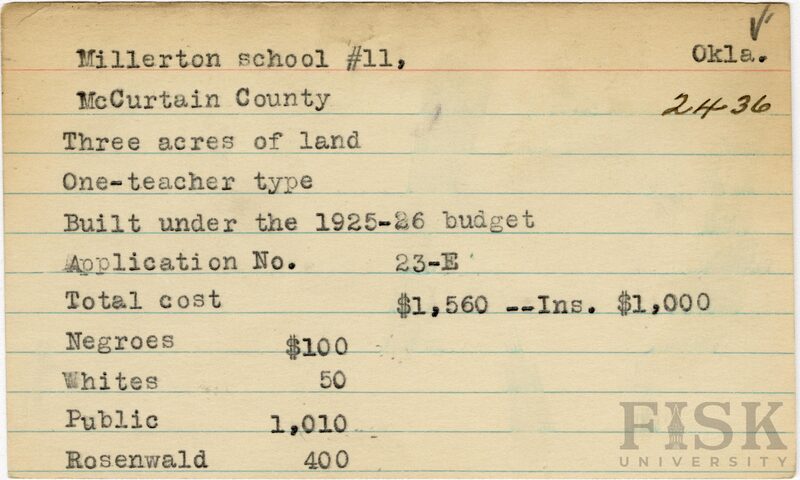 Millerton school #11, Okla.
McCurtain County 2436
Three acres of land
One-teacher type
Built under the 1925-26 budget
Application No. 23-E
Total cost $1,560 --Ins. $1,000
Negroes $100
Whites 50
Public 1,010
Rosenwald 400
FISK
UNIVERSITY